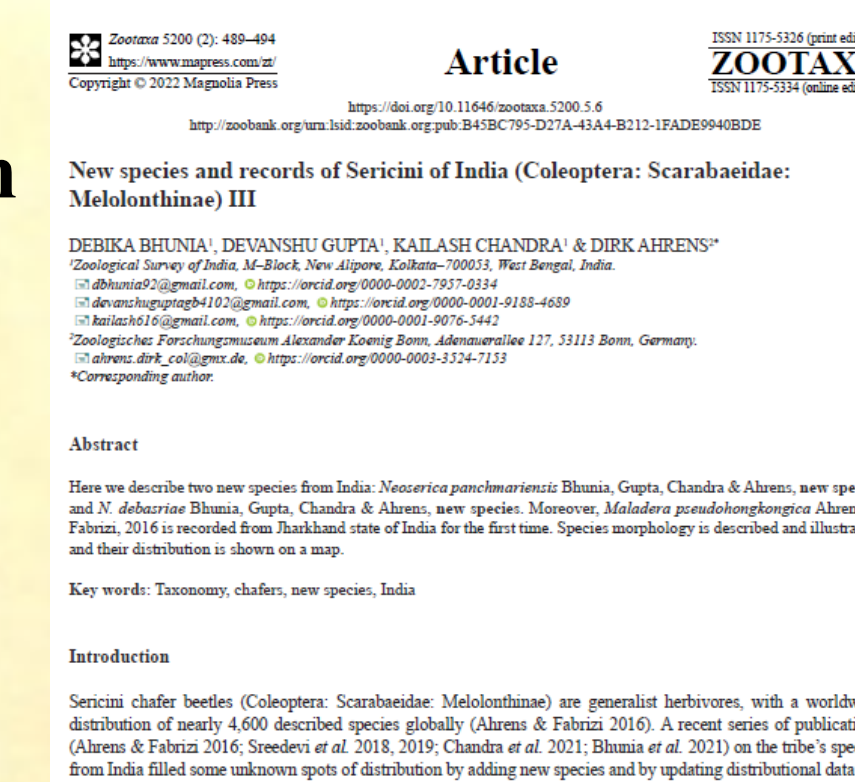 n
Zootaxa 5200 (2): 489–494
https://www.mapress.com/zt/
Copyright © 2022 Magnolia Press
Article
ISSN 1175-5326 (print edi
ZOOTAX
ISSN 1175-5334 (online edi
https://doi.org/10.11646/zootaxa.5200.5.6
http://zoobank.org/urn:lsid:zoobank.org:pub:B45BC795-D27A-43A4-B212-1FADE9940BDE
New species and records of Sericini of India (Coleoptera: Scarabaeidae:
Melolonthinae) III
DEBIKA BHUNIA¹, DEVANSHU GUPTA¹, KAILASH CHANDRA¹ & DIRK AHRENS²*
¹Zoological Survey of India, M–Block, New Alipore, Kolkata–700053, West Bengal, India.
dbhunia92@gmail.com, https://orcid.org/0000-0002-7957-0334
devanshuguptagb4102@gmail.com, https://orcid.org/0000-0001-9188-4689
kailash616@gmail.com, https://orcid.org/0000-0001-9076-5442
²Zoologisches Forschungsmuseum Alexander Koenig Bonn, Adenauerallee 127, 53113 Bonn, Germany.
ahrens.dirk_col@gmx.de, https://orcid.org/0000-0003-3524-7153
*Corresponding author.
Abstract
Here we describe two new species from India: Neoserica panchmariensis Bhunia, Gupta, Chandra & Ahrens, new spe
and N. debasriae Bhunia, Gupta, Chandra & Ahrens, new species. Moreover, Maladera pseudohongkongica Ahren
Fabrizi, 2016 is recorded from Jharkhand state of India for the first time. Species morphology is described and illustra
and their distribution is shown on a map.
Key words: Taxonomy, chafers, new species, India
Introduction
Sericini chafer beetles (Coleoptera: Scarabaeidae: Melolonthinae) are generalist herbivores, with a worldw
distribution of nearly 4,600 described species globally (Ahrens & Fabrizi 2016). A recent series of publicati
(Ahrens & Fabrizi 2016; Sreedevi et al. 2018, 2019; Chandra et al. 2021; Bhunia et al. 2021) on the tribe's spec
from India filled some unknown spots of distribution by adding new species and by updating distributional data